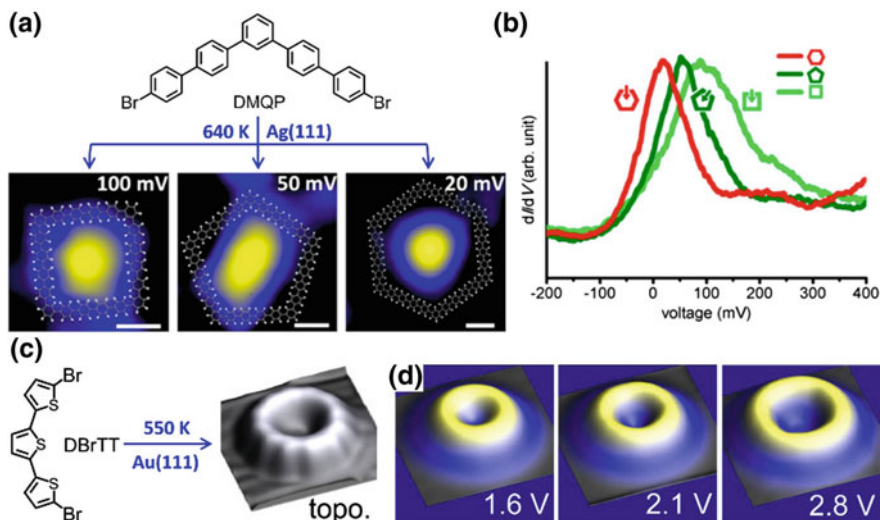 (a)
Br
Br
DMQP
640 K Ag(111)
100 mV
50 mV
20 mV
(b)
dI/dV (arb. unit)
-200 -100 0 100 200 300 400
voltage (mV)
(c)
Br
S
S
S
Br
DBrTT
550 K
Au(111)
topo.
(d)
1.6 V
2.1 V
2.8 V